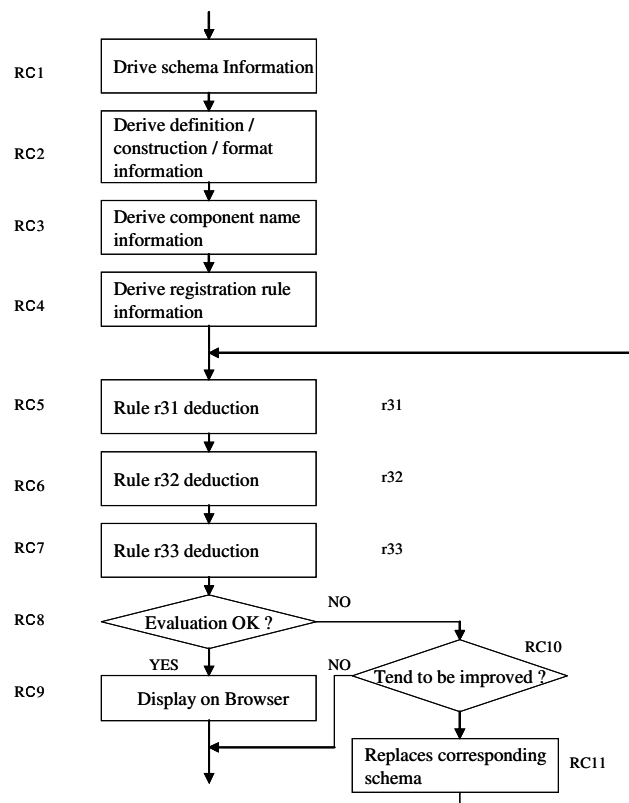 RC1
Drive schema Information
RC2
Derive definition /
construction / format
information
RC3
Derive component name
information
RC4
Derive registration rule
information
RC5
Rule r31 deduction
r31
RC6
Rule r32 deduction
r32
RC7
Rule r33 deduction
r33
RC8
Evaluation OK ?
NO
RC10
YES
NO
Tend to be improved ?
RC9
Display on Browser
Replaces corresponding
schema
RC11